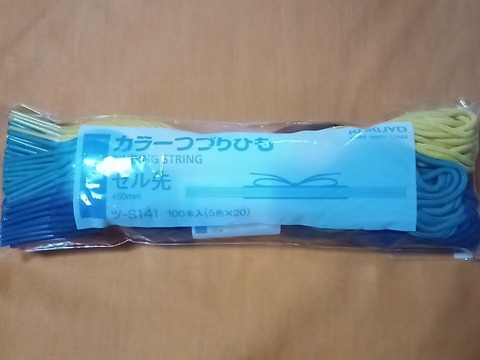 カラーつづりひも
KOKUYO
FILING STRING
セル先
450mm
ツ-S141 100本入(5色×20)